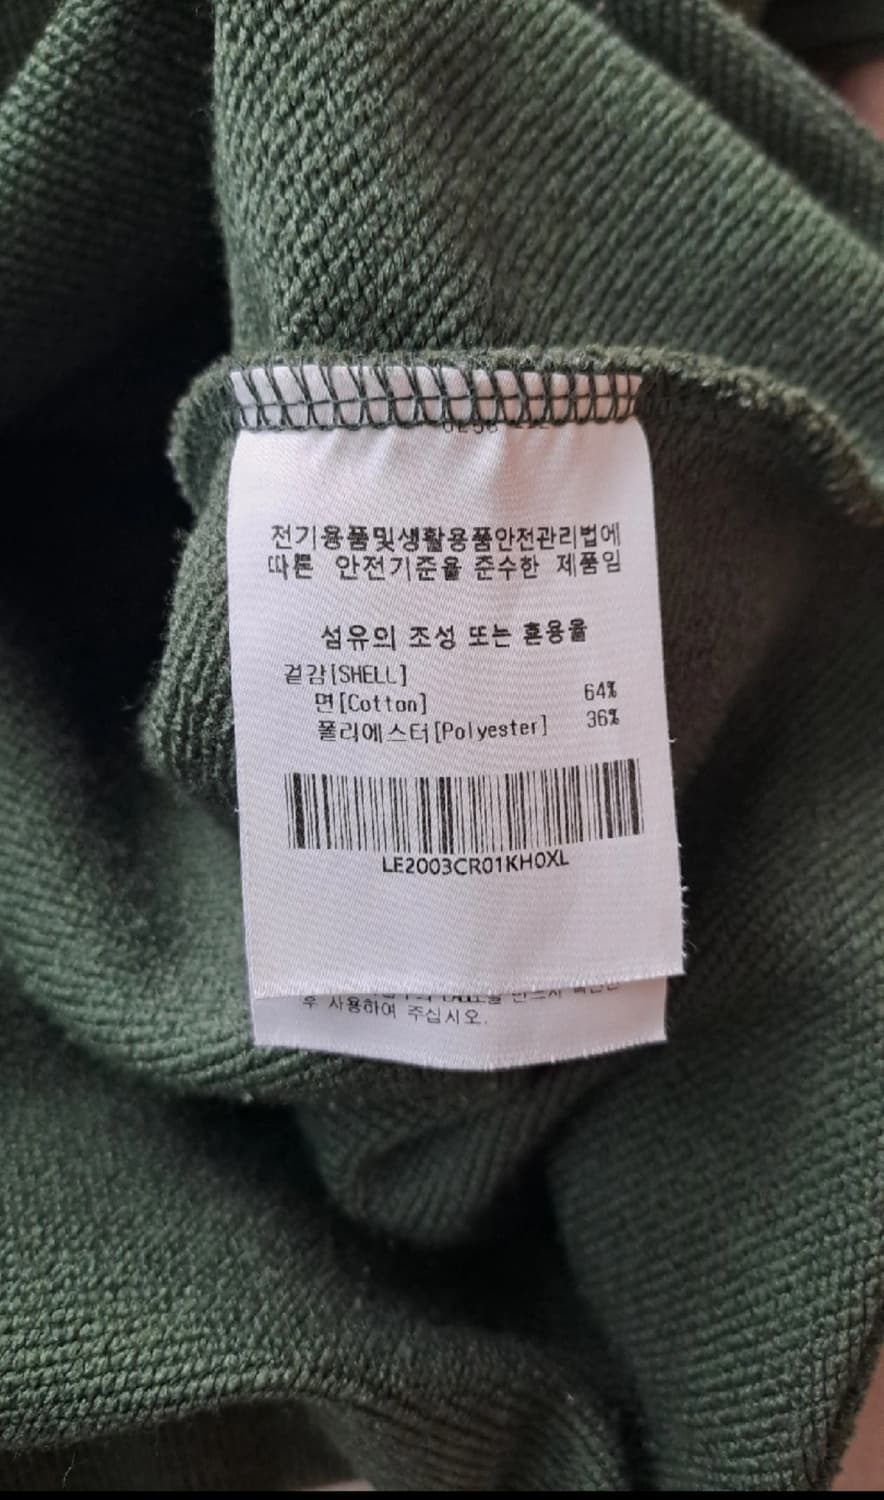 전기용품및생활용품안전관리법에
따른 안전기준을 준수한 제품임
섬유의 조성 또는 혼용율
겉감[SHELL]
면[Cotton] 64%
폴리에스터[Polyester] 36%
LE2003CR01KH0XL
후 사용하여 주십시오.